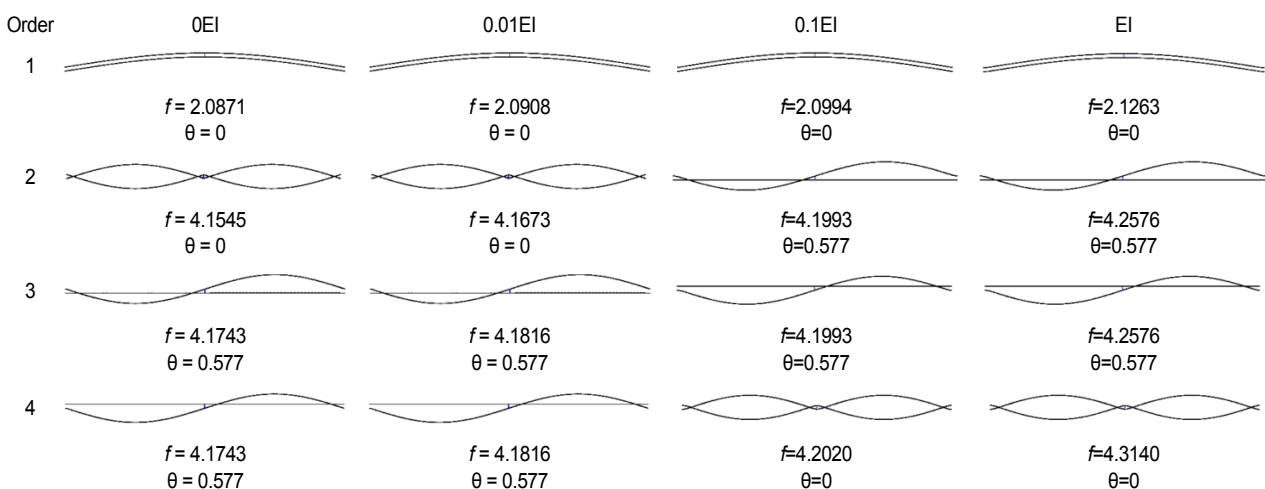 Order 0EI 0.01EI 0.1EI EI
1
f = 2.0871 f = 2.0908 f=2.0994 f=2.1263
θ = 0 θ = 0 θ=0 θ=0
2
f = 4.1545 f = 4.1673 f=4.1993 f=4.2576
θ = 0 θ = 0 θ=0.577 θ=0.577
3
f = 4.1743 f = 4.1816 f=4.1993 f=4.2576
θ = 0.577 θ = 0.577 θ=0.577 θ=0.577
4
f = 4.1743 f = 4.1816 f=4.2020 f=4.3140
θ = 0.577 θ = 0.577 θ=0 θ=0